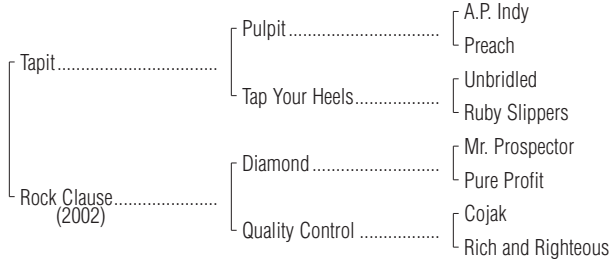 A.P. Indy
Pulpit.......................................
Preach
Tapit..................................
Unbridled
Tap Your Heels..................
Ruby Slippers
Mr. Prospector
Diamond...........................
Pure Profit
Rock Clause......................
(2002)
Cojak
Quality Control .................
Rich and Righteous